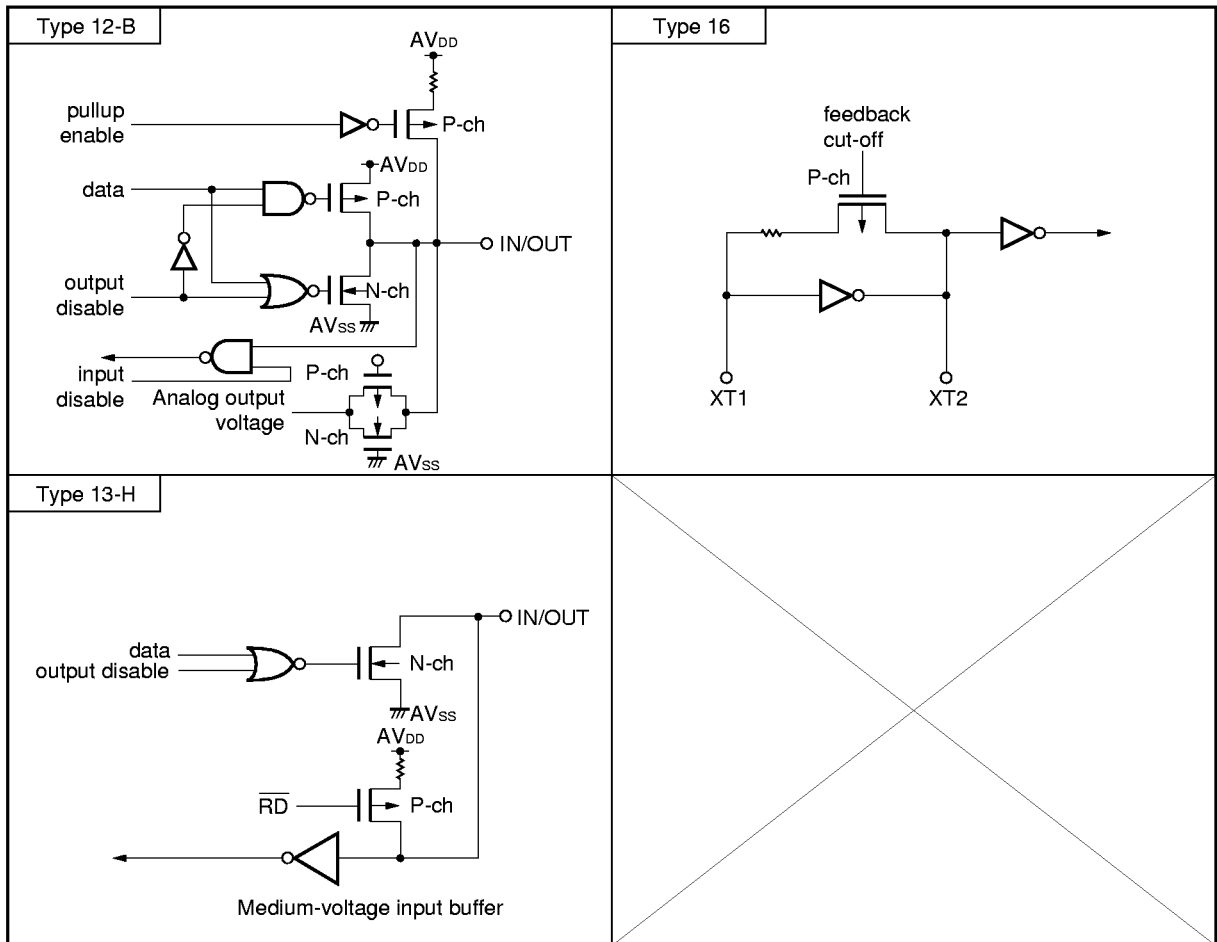 Type 12-B
AVDD
pullup
enable
P-ch
AVDD
data
P-ch
IN/OUT
output
disable
N-ch
AVSS
input
disable
P-ch
Analog output
voltage
N-ch
AVSS
Type 16
feedback
cut-off
P-ch
XT1
XT2
Type 13-H
IN/OUT
data
output disable
N-ch
AVSS
AVDD
RD
P-ch
Medium-voltage input buffer